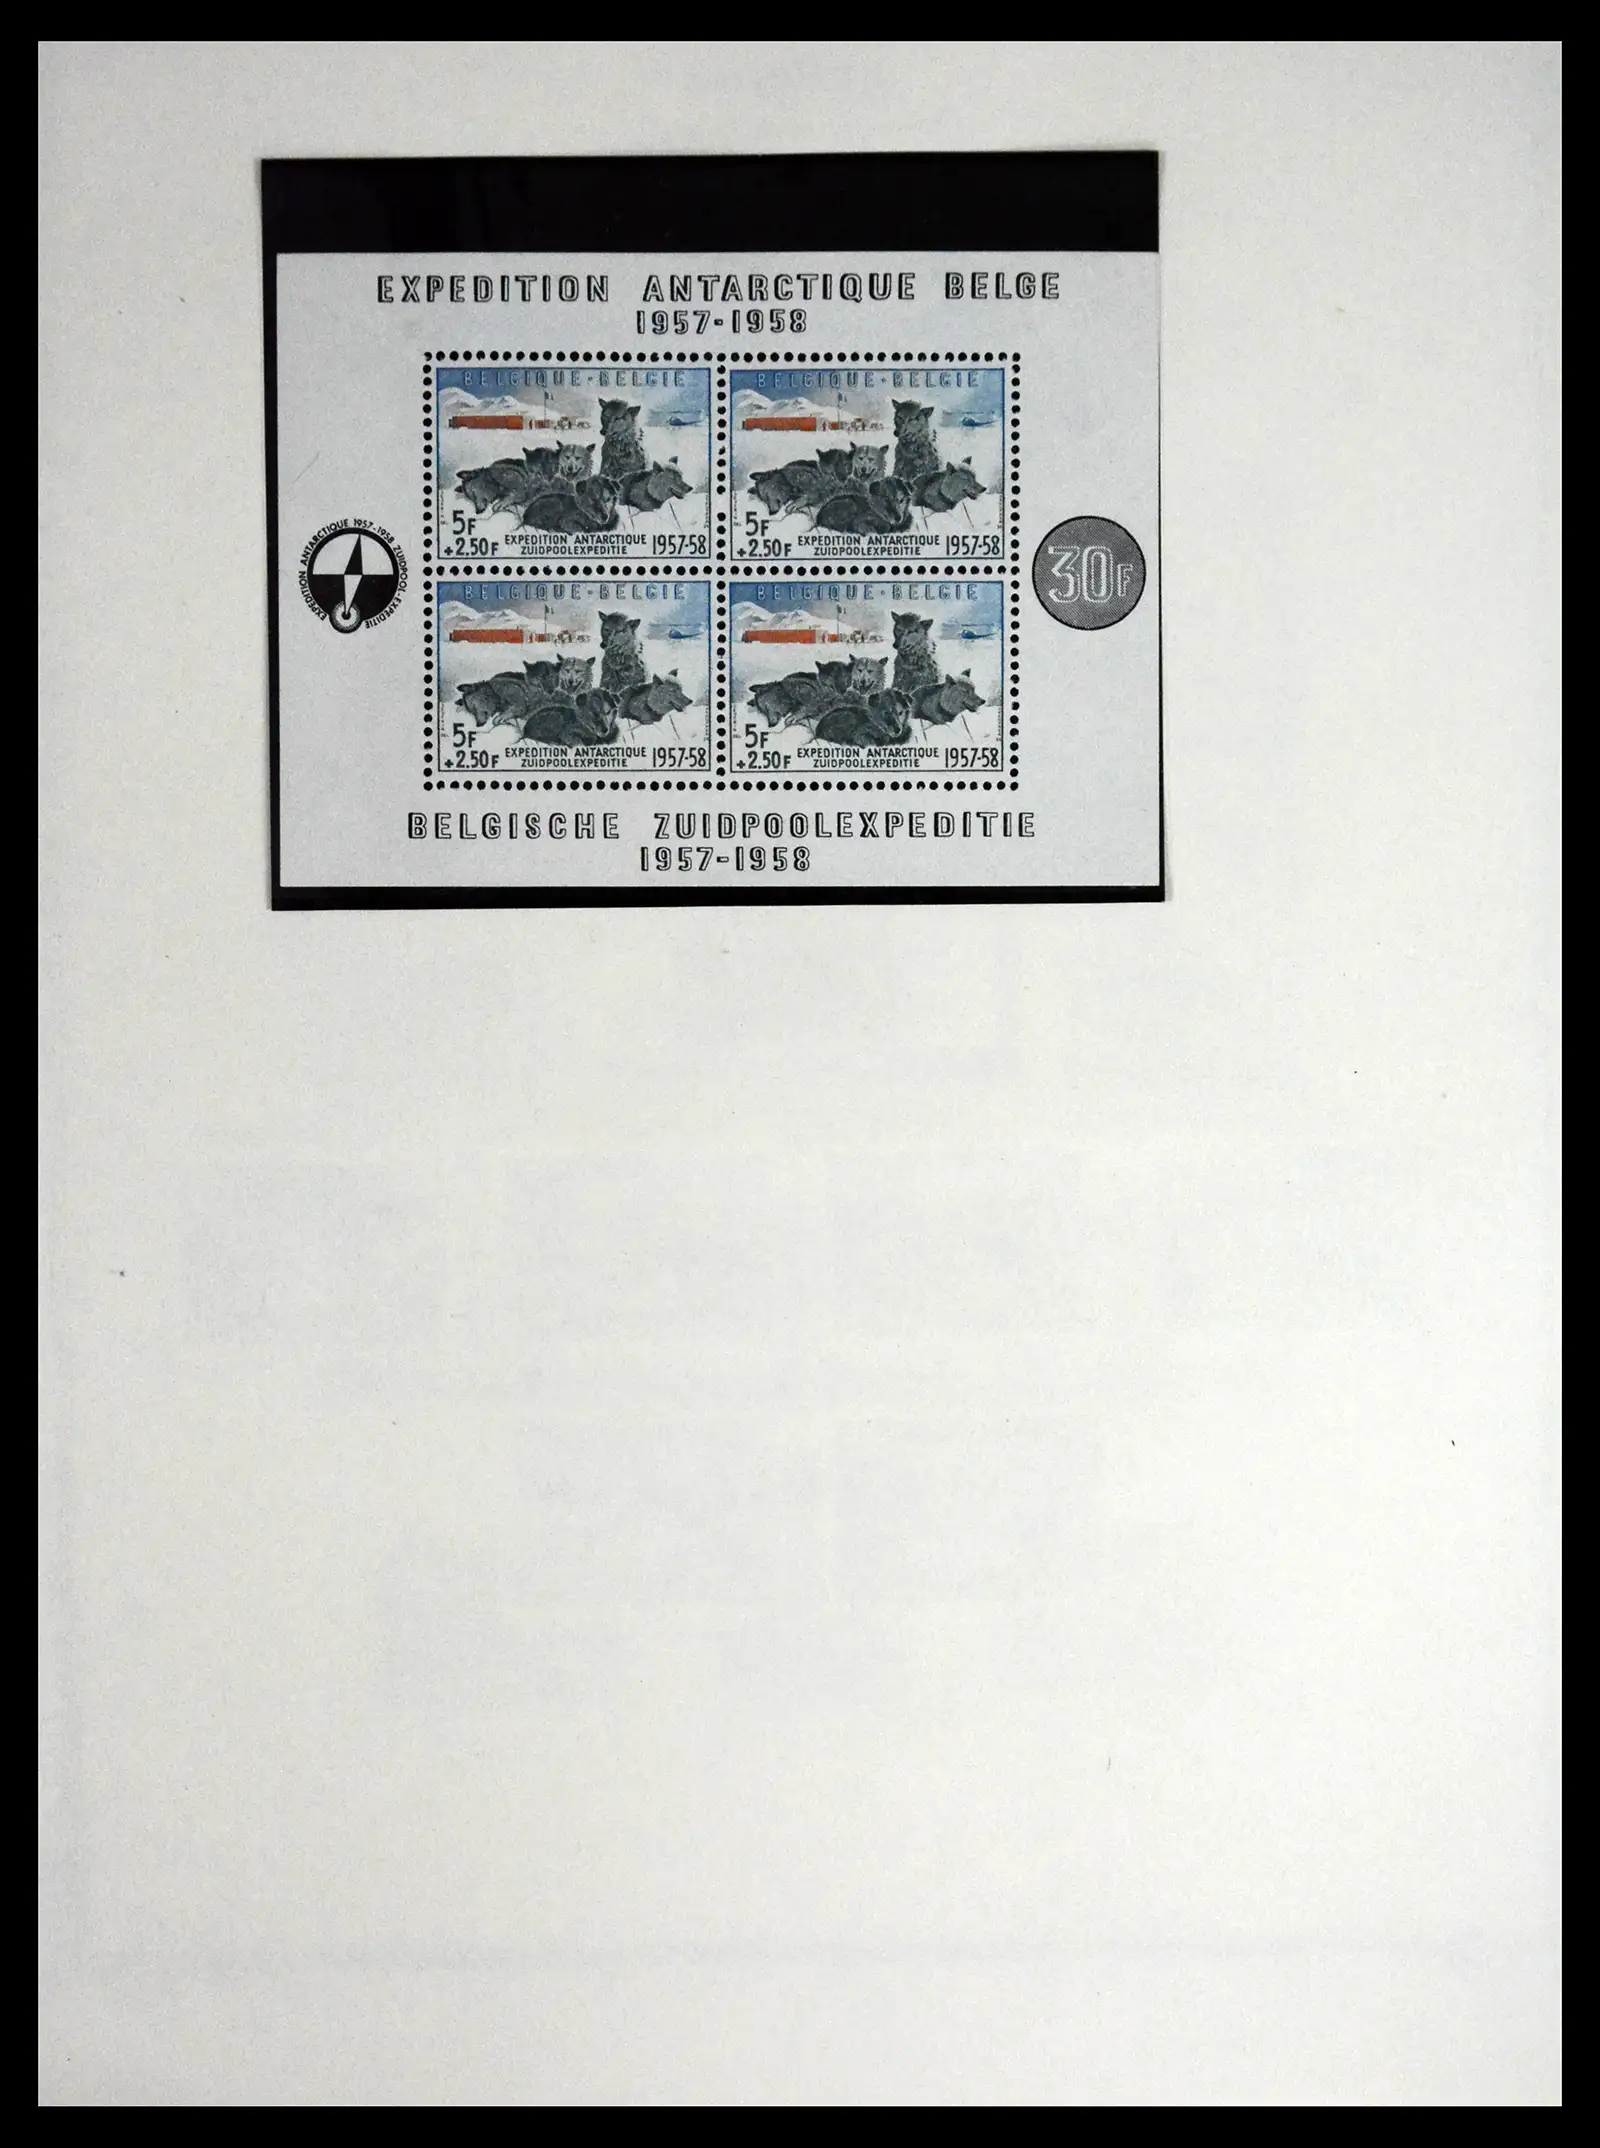 EXPEDITION ANTARCTIQUE BELGE
1957-1958
BELGIQUE·BELGIE
5F
+2.50F
EXPEDITION ANTARCTIQUE
ZUIDPOOLEXPEDITIE
1957-58
BELGIQUE·BELGIE
5F
+2.50F
EXPEDITION ANTARCTIQUE
ZUIDPOOLEXPEDITIE
1957-58
EXPEDITION ANTARCTIQUE 1957-1958 ZUIDPOOL-EXPEDITIE
30F
BELGIQUE·BELGIE
5F
+2.50F
EXPEDITION ANTARCTIQUE
ZUIDPOOLEXPEDITIE
1957-58
BELGIQUE·BELGIE
5F
+2.50F
EXPEDITION ANTARCTIQUE
ZUIDPOOLEXPEDITIE
1957-58
BELGISCHE ZUIDPOOLEXPEDITIE
1957-1958